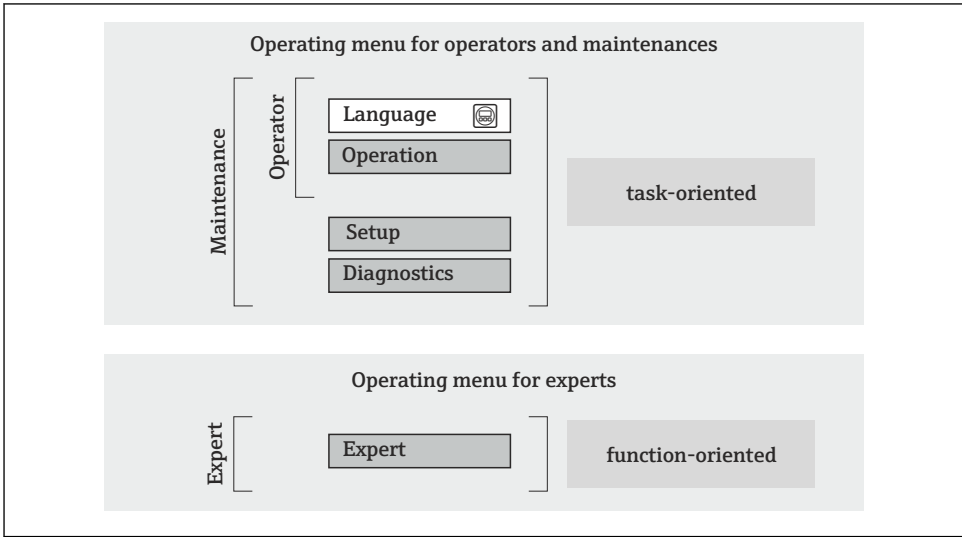 Operating menu for operators and maintenances
Maintenance
Operator
Language
Operation
Setup
Diagnostics
task-oriented
Operating menu for experts
Expert
Expert
function-oriented